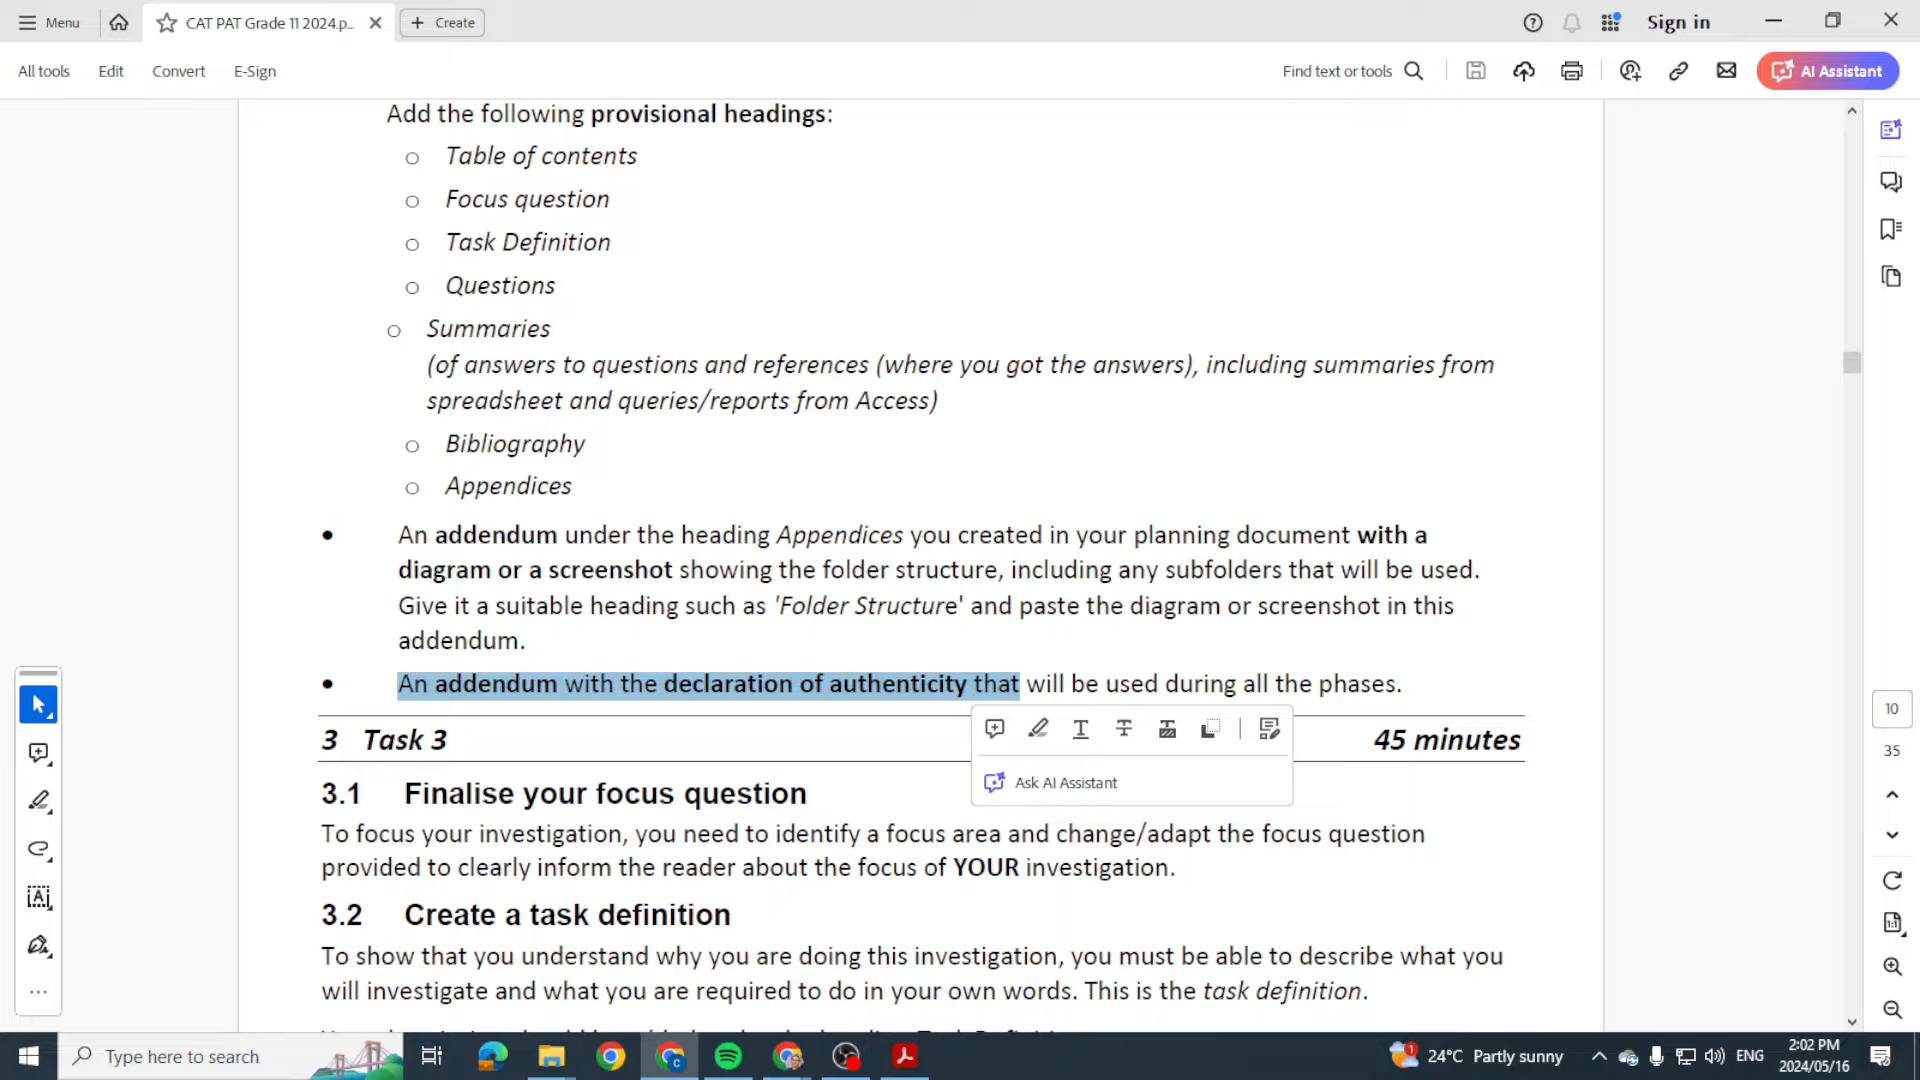 Menu
CAT PAT Grade 11 2024.p...
Create
Sign in
All tools
Edit
Convert
E-Sign
Find text or tools
AI Assistant
Add the following provisional headings:
o Table of contents
o Focus question
o Task Definition
o Questions
o Summaries
(of answers to questions and references (where you got the answers), including summaries from
spreadsheet and queries/reports from Access)
o Bibliography
o Appendices
• An addendum under the heading Appendices you created in your planning document with a
diagram or a screenshot showing the folder structure, including any subfolders that will be used.
Give it a suitable heading such as 'Folder Structure' and paste the diagram or screenshot in this
addendum.
• An addendum with the declaration of authenticity that will be used during all the phases.
3 Task 3 45 minutes
Ask AI Assistant
3.1 Finalise your focus question
To focus your investigation, you need to identify a focus area and change/adapt the focus question
provided to clearly inform the reader about the focus of YOUR investigation.
3.2 Create a task definition
To show that you understand why you are doing this investigation, you must be able to describe what you
will investigate and what you are required to do in your own words. This is the task definition.
10
35
Type here to search
24°C Partly sunny
ENG
2:02 PM
2024/05/16